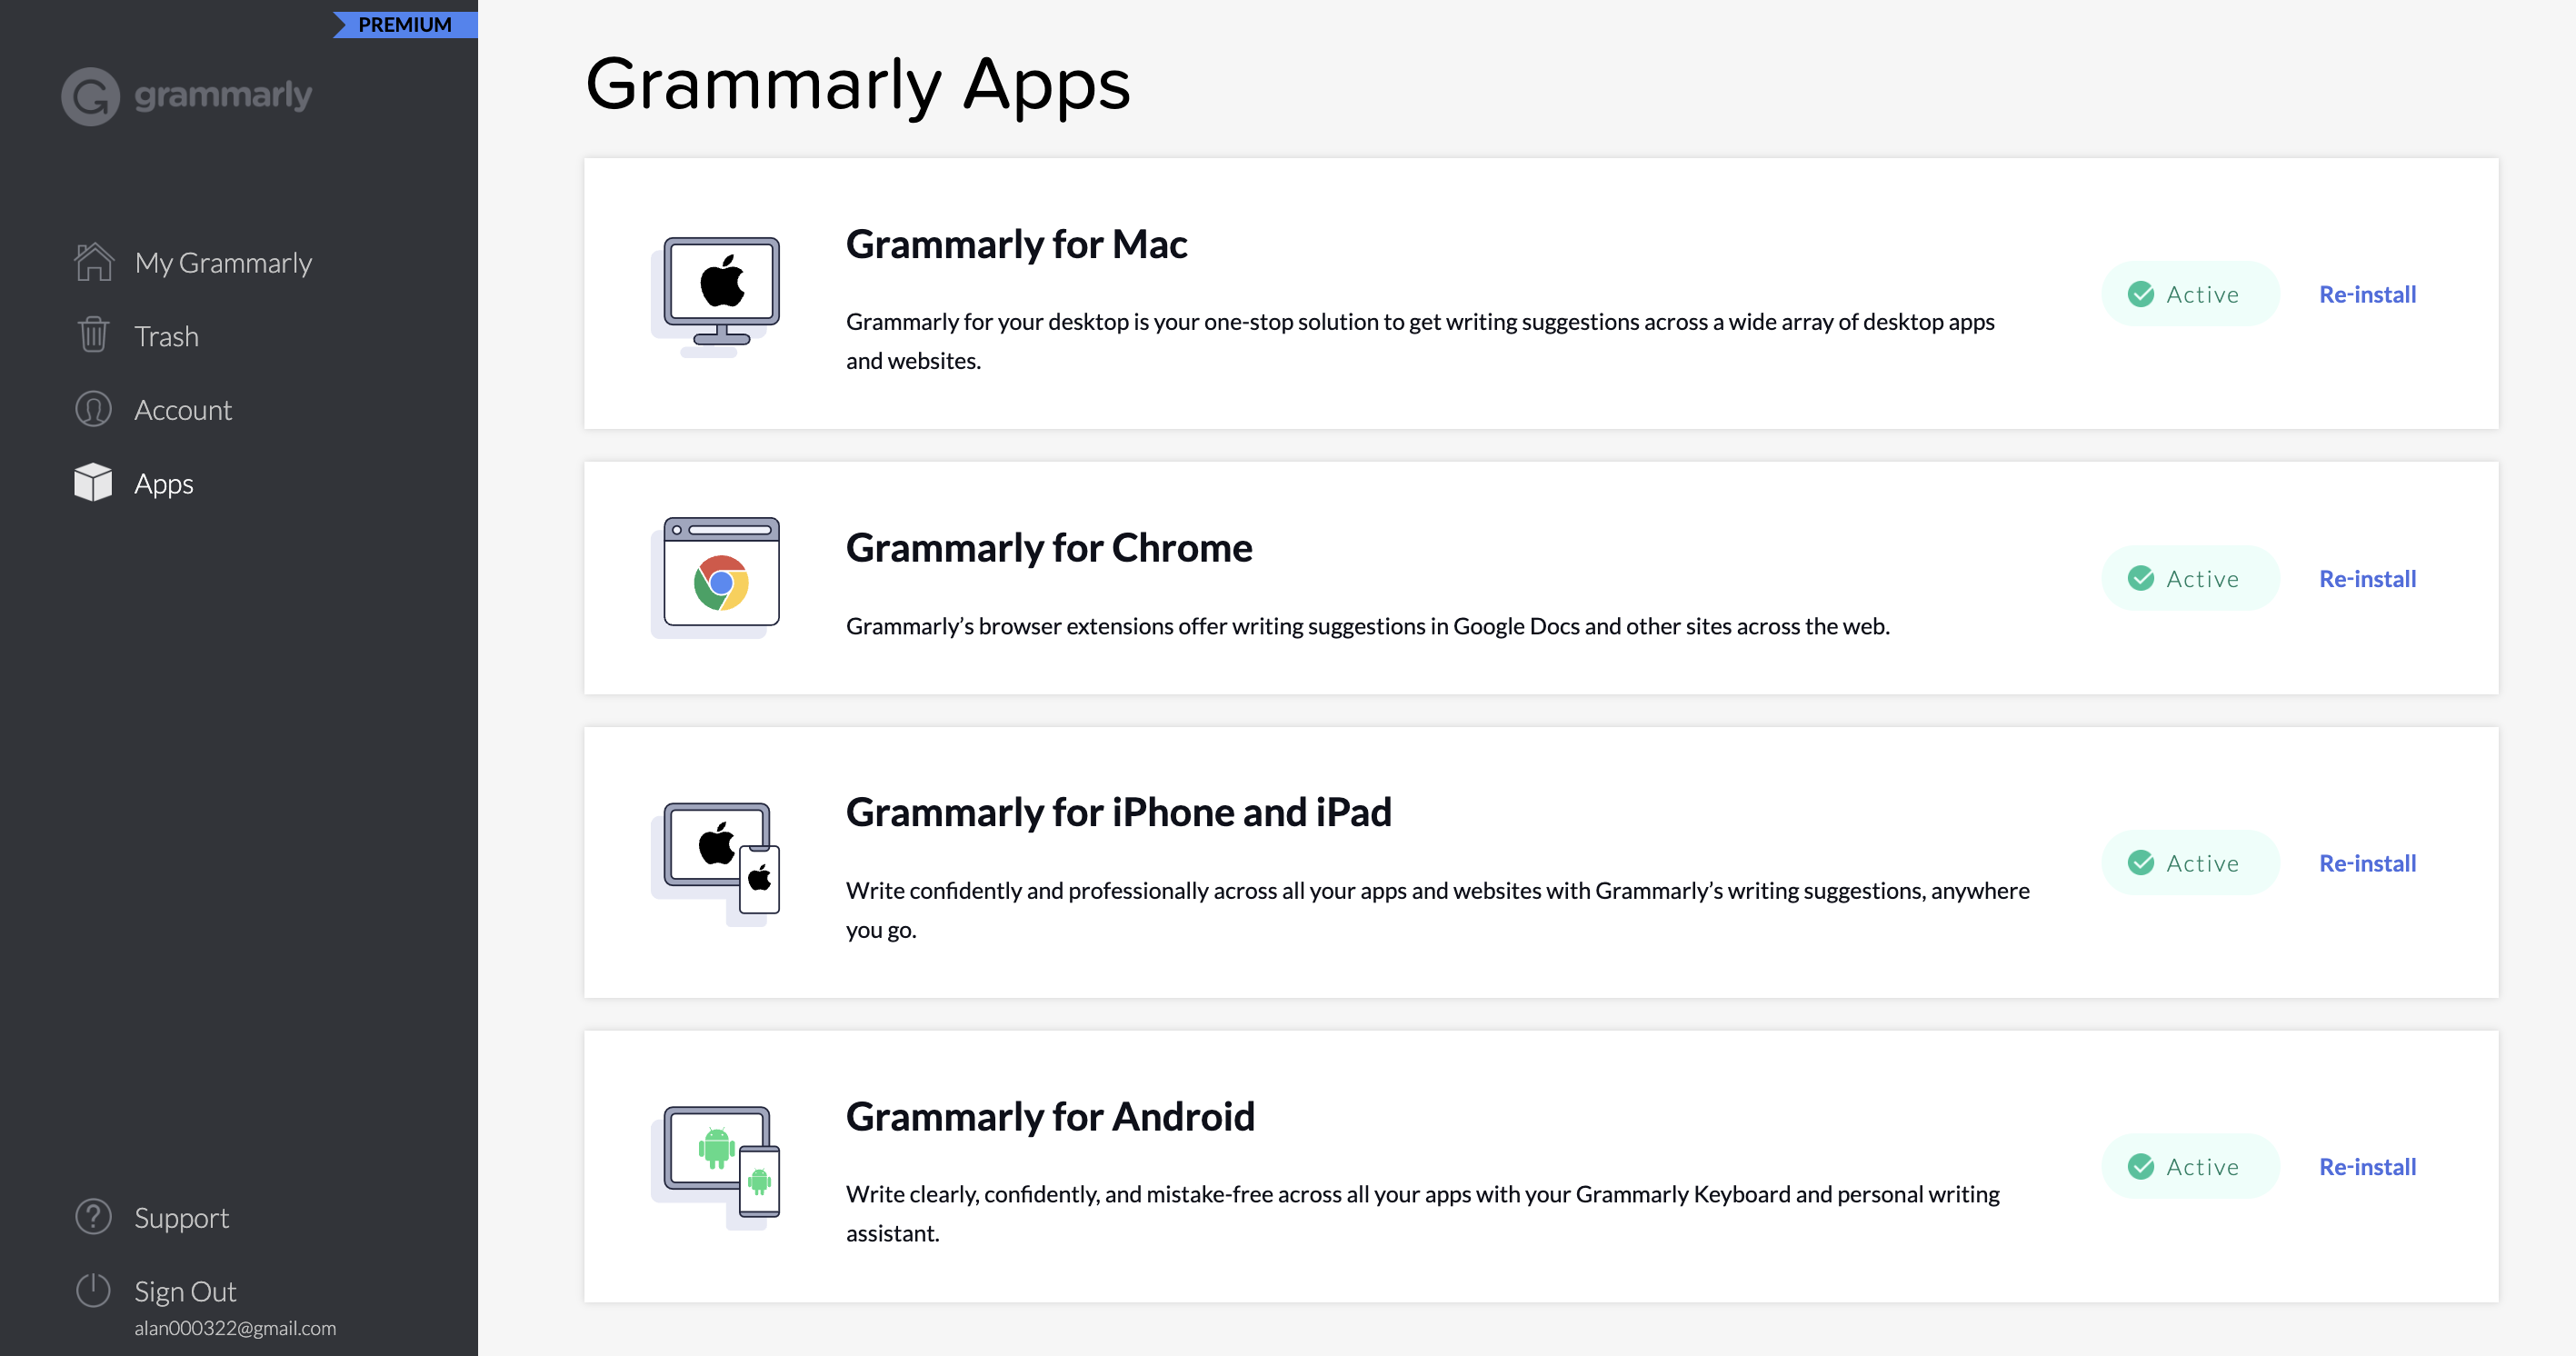 PREMIUM
grammarly
My Grammarly
Trash
Account
Apps
Support
Sign Out
alan000322@gmail.com
Grammarly Apps
Grammarly for Mac
Grammarly for your desktop is your one-stop solution to get writing suggestions across a wide array of desktop apps
and websites.
Active
Re-install
Grammarly for Chrome
Grammarly’s browser extensions offer writing suggestions in Google Docs and other sites across the web.
Active
Re-install
Grammarly for iPhone and iPad
Write confidently and professionally across all your apps and websites with Grammarly’s writing suggestions, anywhere
you go.
Active
Re-install
Grammarly for Android
Write clearly, confidently, and mistake-free across all your apps with your Grammarly Keyboard and personal writing
assistant.
Active
Re-install